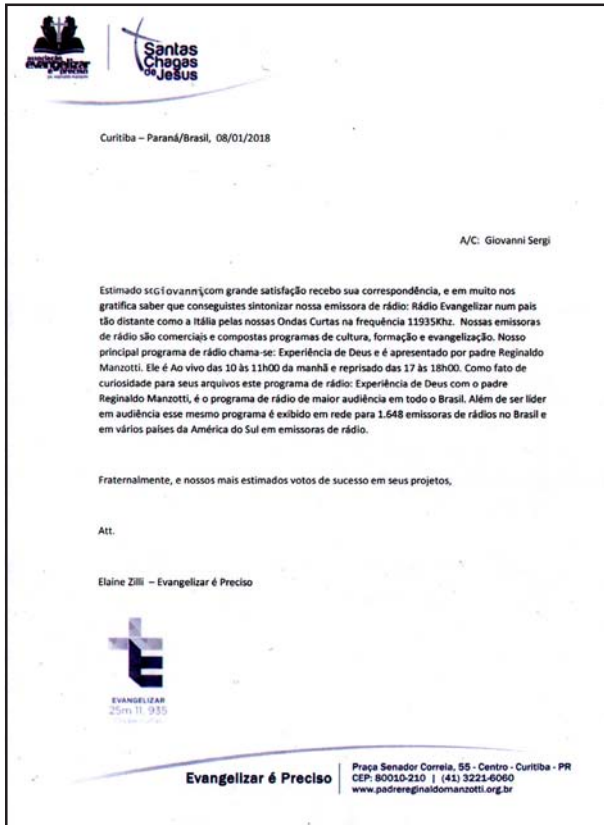 associação
evangelizar
é preciso
Santas
Chagas
de Jesus
Curitiba – Paraná/Brasil, 08/01/2018
A/C: Giovanni Sergi
Estimado srGiovanni,com grande satisfação recebo sua correspondência, e em muito nos
gratifica saber que conseguistes sintonizar nossa emissora de rádio: Rádio Evangelizar num pais
tão distante como a Itália pelas nossas Ondas Curtas na frequência 11935Khz. Nossas emissoras
de rádio são comerciais e compostas programas de cultura, formação e evangelização. Nosso
principal programa de rádio chama-se: Experiência de Deus e é apresentado por padre Reginaldo
Manzotti. Ele é Ao vivo das 10 às 11h00 da manhã e reprisado das 17 às 18h00. Como fato de
curiosidade para seus arquivos este programa de rádio: Experiência de Deus com o padre
Reginaldo Manzotti, é o programa de rádio de maior audiência em todo o Brasil. Além de ser líder
em audiência esse mesmo programa é exibido em rede para 1.648 emissoras de rádios no Brasil e
em vários países da América do Sul em emissoras de rádio.
Fraternalmente, e nossos mais estimados votos de sucesso em seus projetos,
Att.
Elaine Zilli – Evangelizar é Preciso
EVANGELIZAR
25m 11, 935
Evangelizar é Preciso
Praça Senador Correia, 55 - Centro - Curitiba - PR
CEP: 80010-210 | (41) 3221-6060
www.padrereginaldomanzotti.org.br